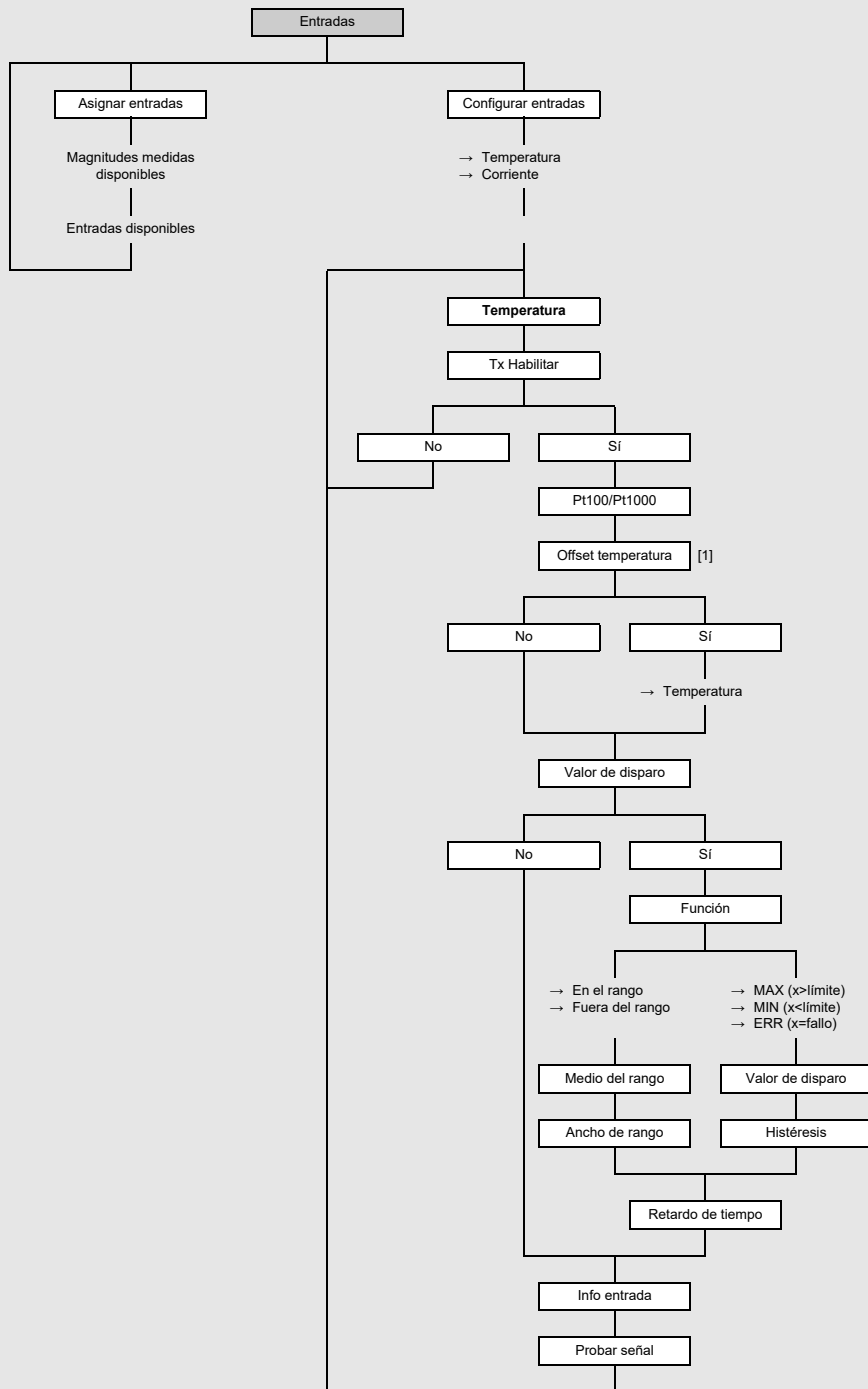 Entradas
Asignar entradas
Configurar entradas
Magnitudes medidas
disponibles
→ Temperatura
→ Corriente
Entradas disponibles
Temperatura
Tx Habilitar
No
Sí
Pt100/Pt1000
Offset temperatura [1]
No
Sí
→ Temperatura
Valor de disparo
No
Sí
Función
→ En el rango
→ Fuera del rango
→ MAX (x>límite)
→ MIN (x<límite)
→ ERR (x=fallo)
Medio del rango
Valor de disparo
Ancho de rango
Histéresis
Retardo de tiempo
Info entrada
Probar señal